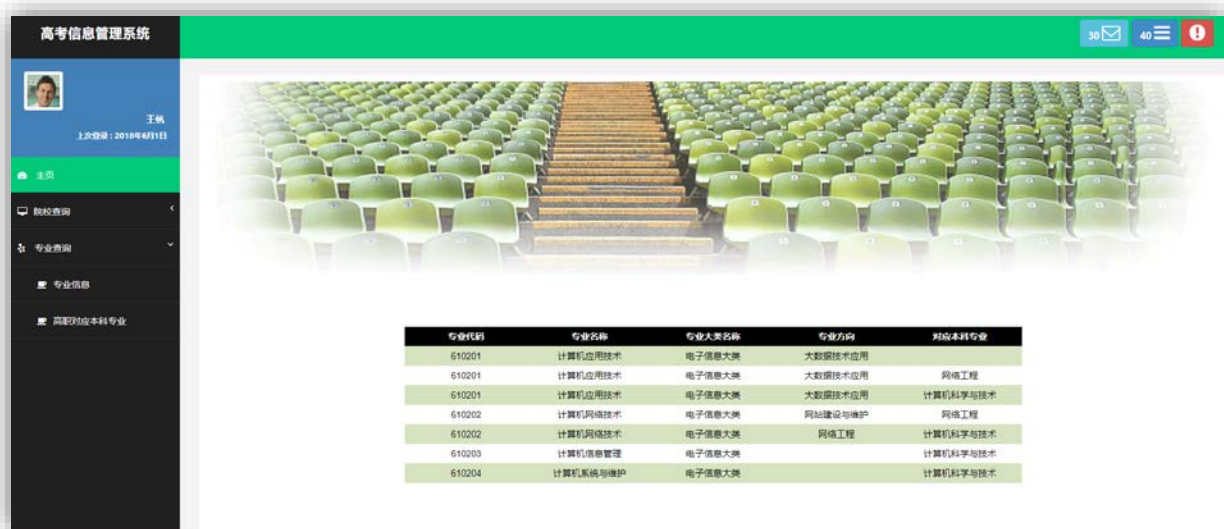 高考信息管理系统
30
40
王帆
上次登录：2018年6月1日
主页
院校查询
专业查询
专业信息
高职对应本科专业
专业代码 专业名称 专业大类名称 专业方向 对应本科专业
610201 计算机应用技术 电子信息大类 大数据技术应用
610201 计算机应用技术 电子信息大类 大数据技术应用 网络工程
610201 计算机应用技术 电子信息大类 大数据技术应用 计算机科学与技术
610202 计算机网络技术 电子信息大类 网站建设与维护 网络工程
610202 计算机网络技术 电子信息大类 网络工程 计算机科学与技术
610203 计算机信息管理 电子信息大类 计算机科学与技术
610204 计算机系统与维护 电子信息大类 计算机科学与技术